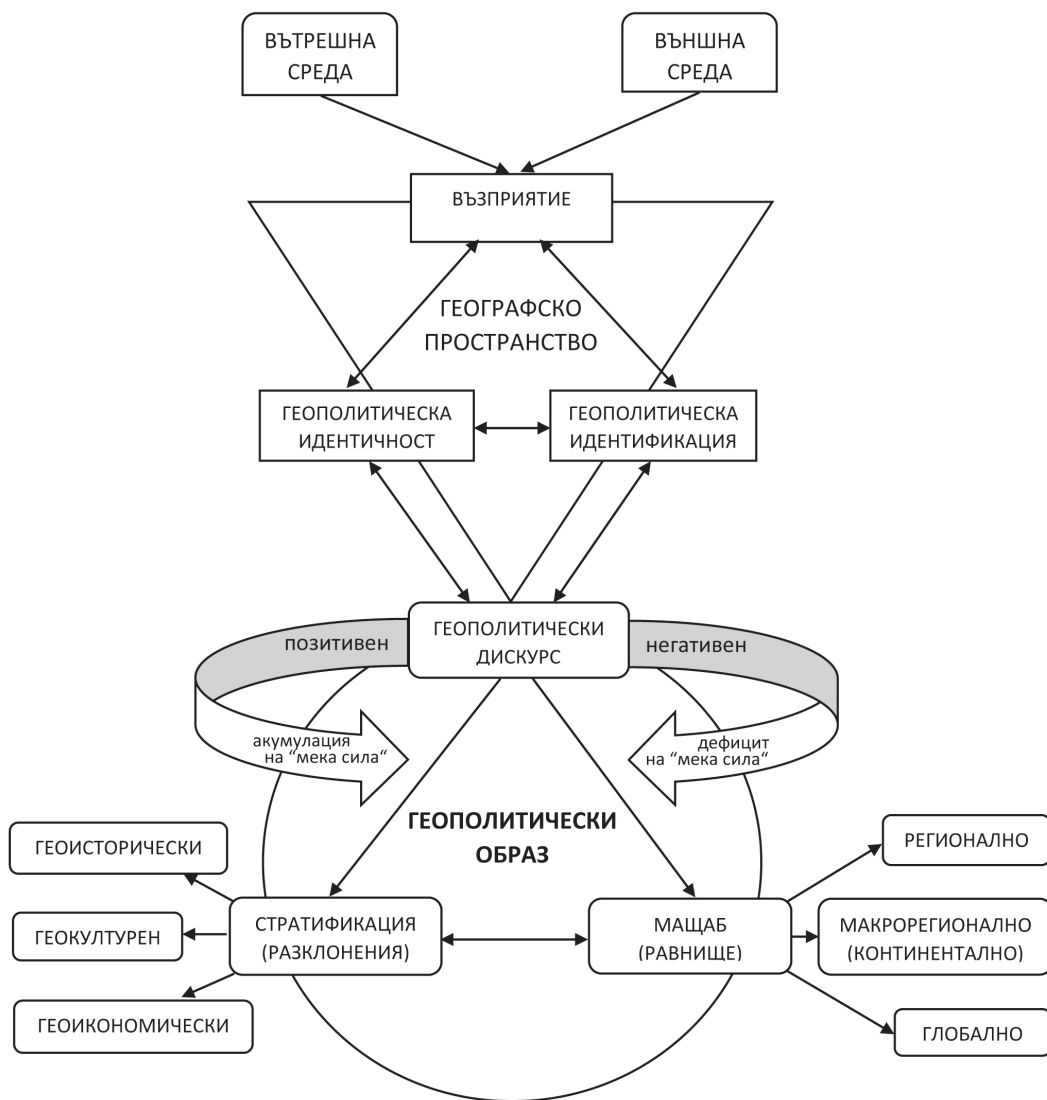 ВЪТРЕШНА
СРЕДА
ВЪНШНА
СРЕДА
ВЪЗПРИЯТИЕ
ГЕОГРАФСКО
ПРОСТРАНСТВО
ГЕОПОЛИТИЧЕСКА
ИДЕНТИЧНОСТ
ГЕОПОЛИТИЧЕСКА
ИДЕНТИФИКАЦИЯ
ГЕОПОЛИТИЧЕСКИ
ДИСКУРС
позитивен
негативен
акумулация
на “мека сила“
дефицит
на “мека сила“
ГЕОПОЛИТИЧЕСКИ
ОБРАЗ
ГЕОИСТОРИЧЕСКИ
ГЕОКУЛТУРЕН
ГЕОИКОНОМИЧЕСКИ
СТРАТИФИКАЦИЯ
(РАЗКЛОНЕНИЯ)
МАЩАБ
(РАВНИЩЕ)
РЕГИОНАЛНО
МАКРОРЕГИОНАЛНО
(КОНТИНЕНТАЛНО)
ГЛОБАЛНО